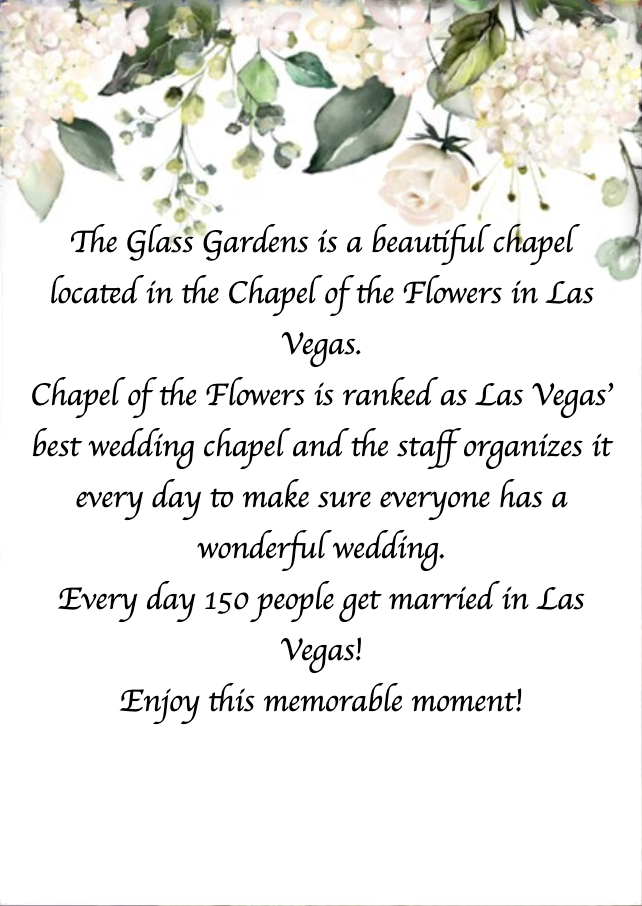 The Glass Gardens is a beautiful chapel
located in the Chapel of the Flowers in Las
Vegas.
Chapel of the Flowers is ranked as Las Vegas'
best wedding chapel and the staff organizes it
every day to make sure everyone has a
wonderful wedding.
Every day 150 people get married in Las
Vegas!
Enjoy this memorable moment!